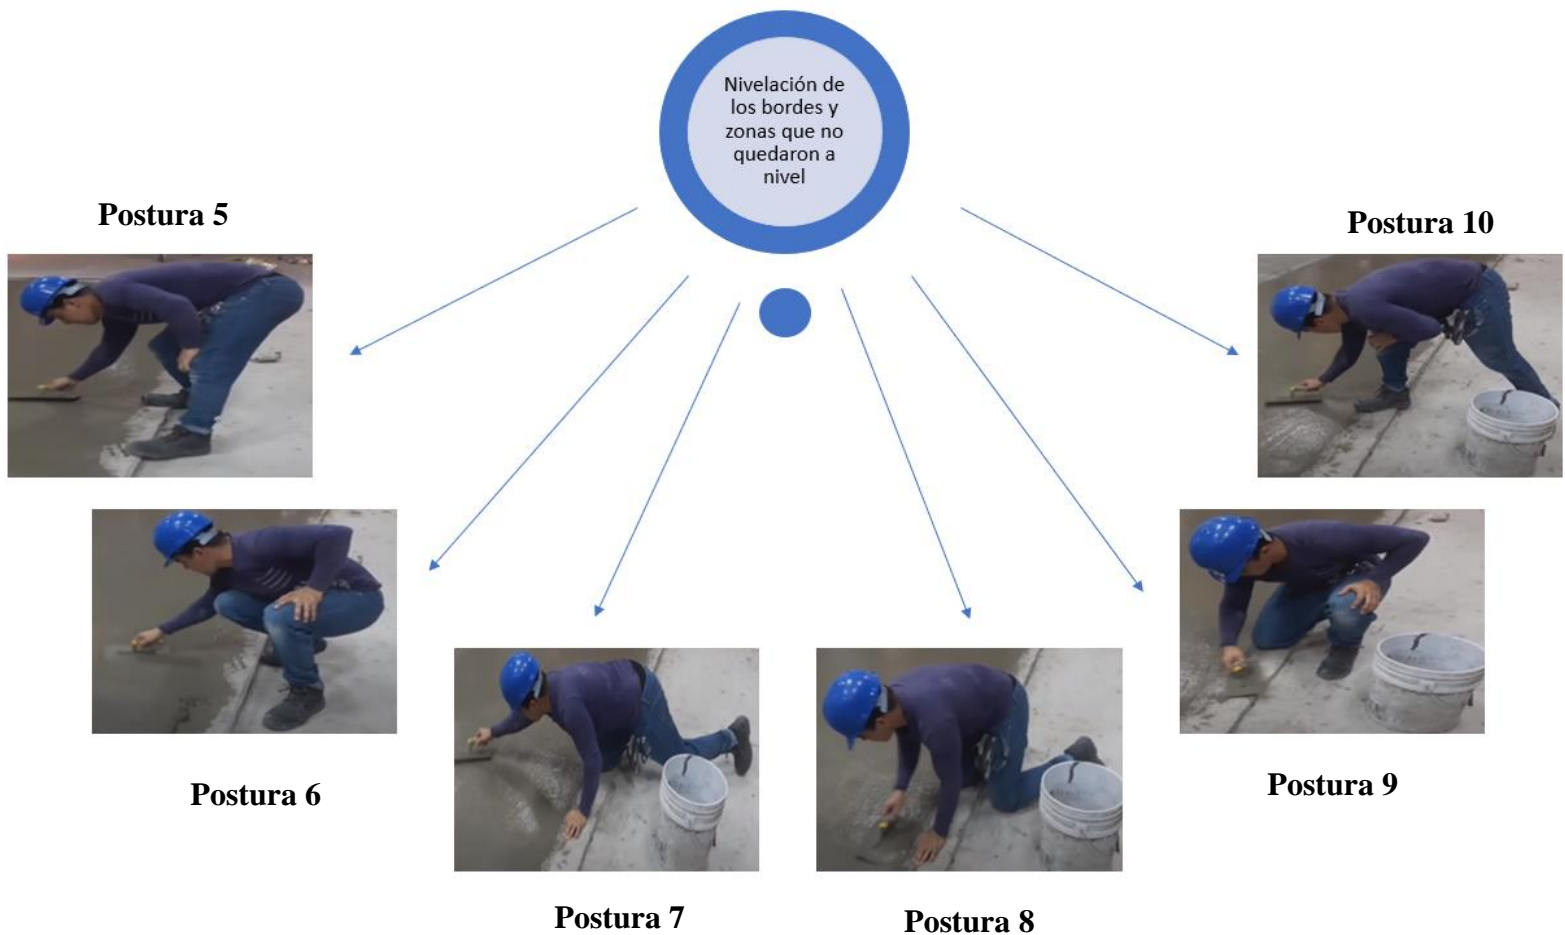 Nivelación de
los bordes y
zonas que no
quedaron a
nivel
Postura 5
Postura 10
Postura 6
Postura 9
Postura 7
Postura 8